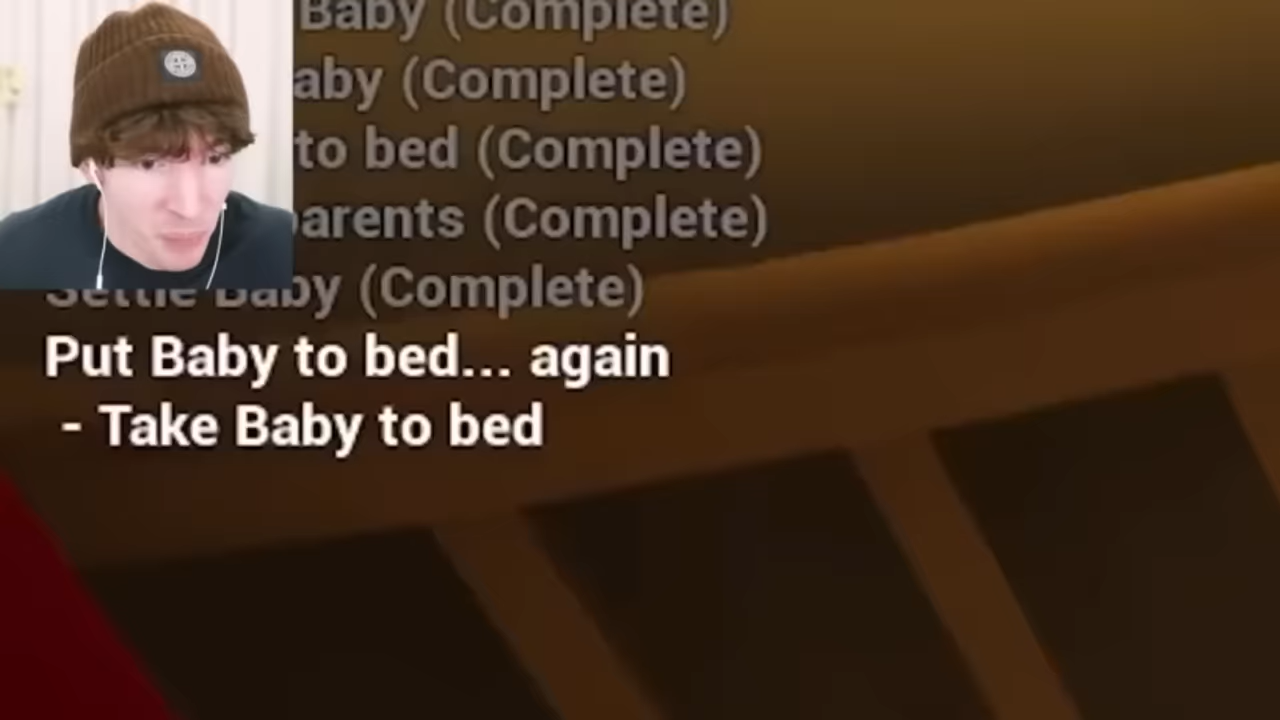 Baby (Complete)
aby (Complete)
to bed (Complete)
parents (Complete)
Settle Baby (Complete)
Put Baby to bed... again
- Take Baby to bed